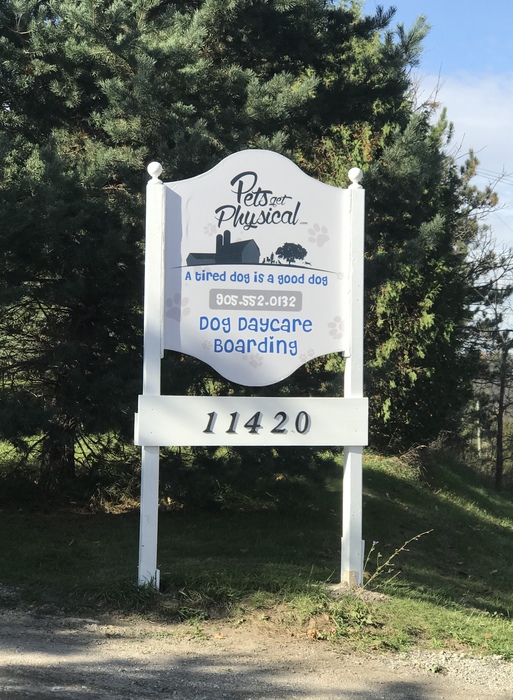 Pets get
Physical
A tired dog is a good dog
905.552.0132
Dog Daycare
Boarding
11420